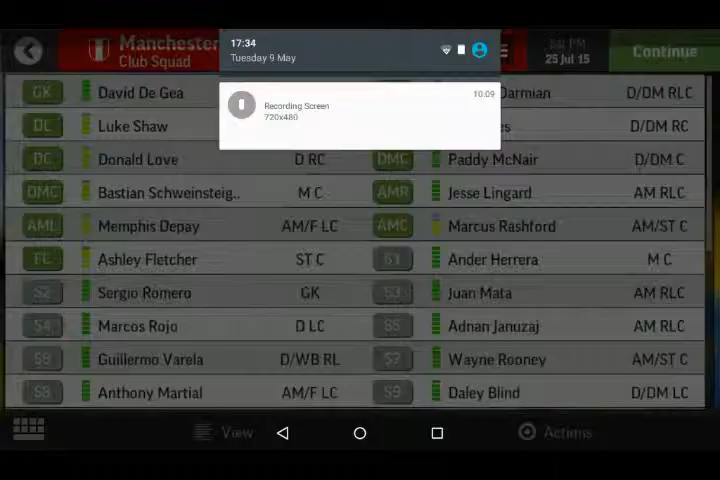 17:34
Tuesday 9 May
Recording Screen
10:09
720x480
Manchester
Club Squad
PM
25 Jul 15
Continue
GK David De Gea Darmian D/DM RLC
DL Luke Shaw D/DM RC
DC Donald Love D RC DMC Paddy McNair D/DM C
DMC Bastian Schweinsteig.. M C AMR Jesse Lingard AM RLC
AML Memphis Depay AM/F LC AMC Marcus Rashford AM/ST C
FC Ashley Fletcher ST C S1 Ander Herrera M C
S2 Sergio Romero GK S3 Juan Mata AM RLC
S4 Marcos Rojo D LC S5 Adnan Januzaj AM RLC
S6 Guillermo Varela D/WB RL S7 Wayne Rooney AM/ST C
S8 Anthony Martial AM/F LC S9 Daley Blind D/DM LC
View Actions